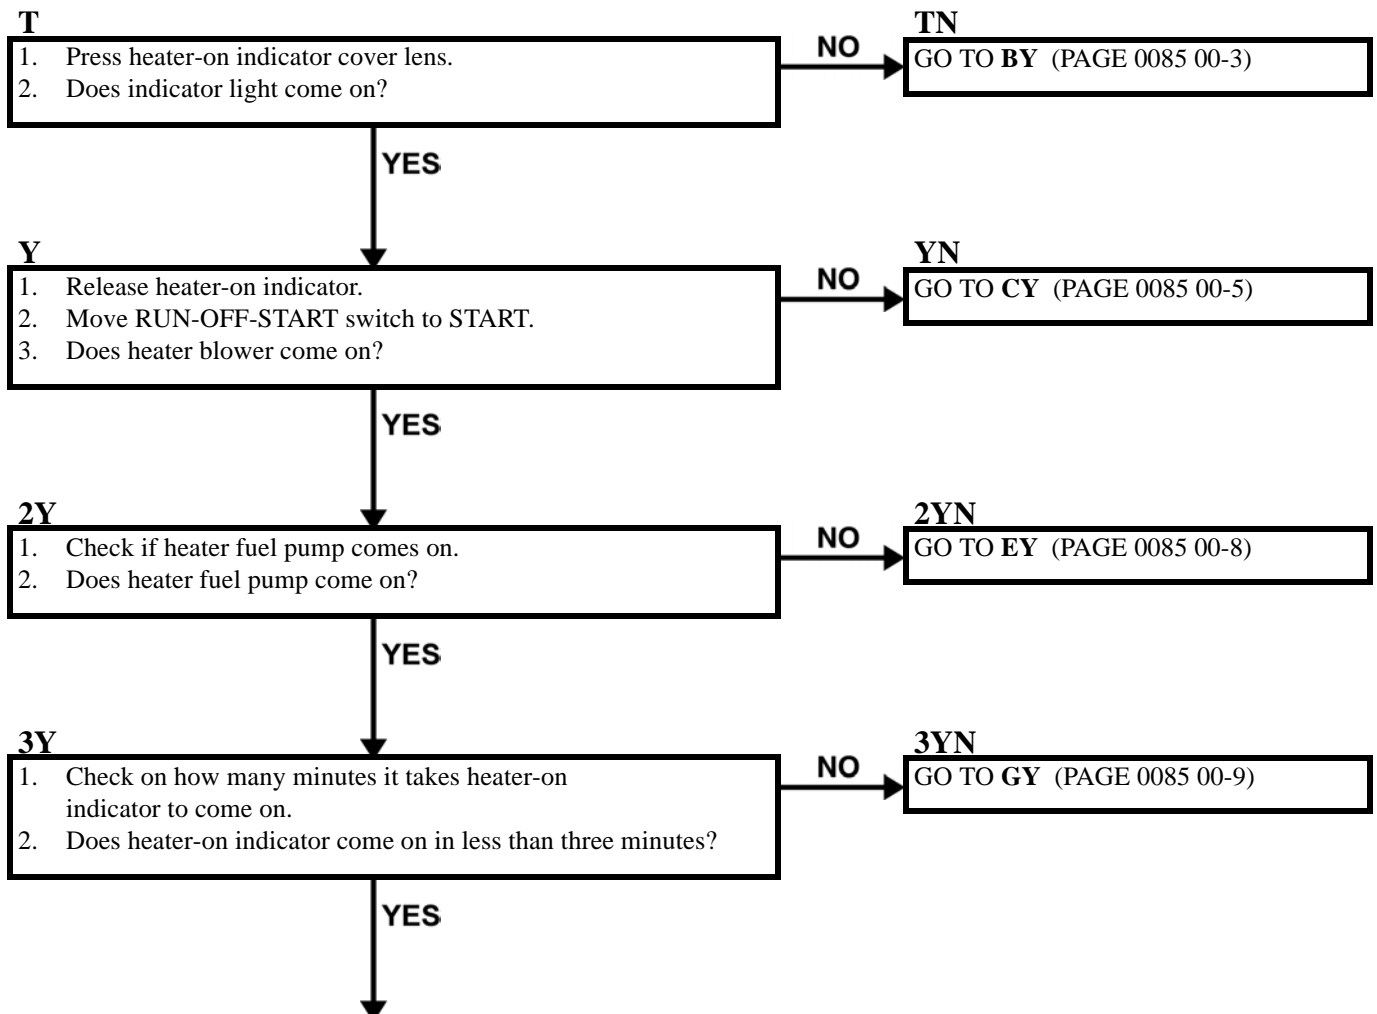 T
1. Press heater-on indicator cover lens.
2. Does indicator light come on?
NO
TN
GO TO BY (PAGE 0085 00-3)
YES
Y
1. Release heater-on indicator.
2. Move RUN-OFF-START switch to START.
3. Does heater blower come on?
NO
YN
GO TO CY (PAGE 0085 00-5)
YES
2Y
1. Check if heater fuel pump comes on.
2. Does heater fuel pump come on?
NO
2YN
GO TO EY (PAGE 0085 00-8)
YES
3Y
1. Check on how many minutes it takes heater-on
indicator to come on.
2. Does heater-on indicator come on in less than three minutes?
NO
3YN
GO TO GY (PAGE 0085 00-9)
YES